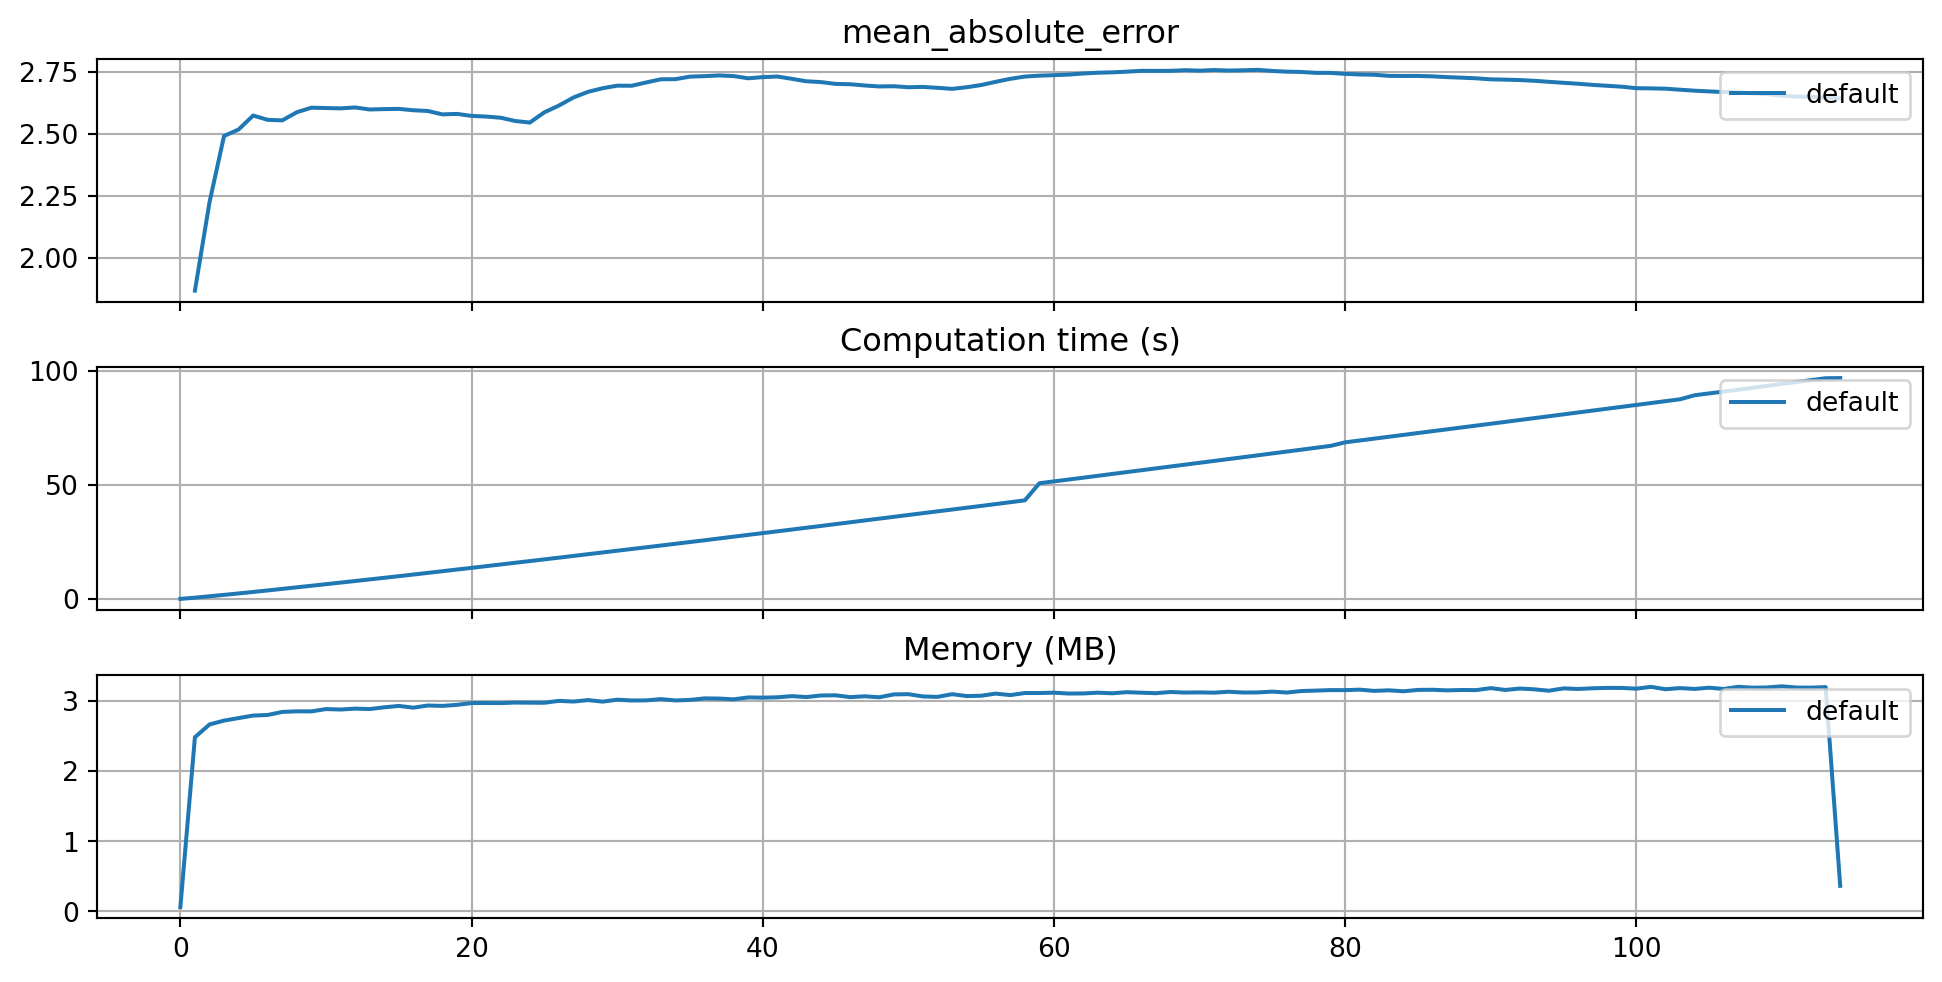 mean_absolute_error
2.75
2.50
2.25
2.00
default
Computation time (s)
100
50
0
default
Memory (MB)
3
2
1
0
default
0 20 40 60 80 100